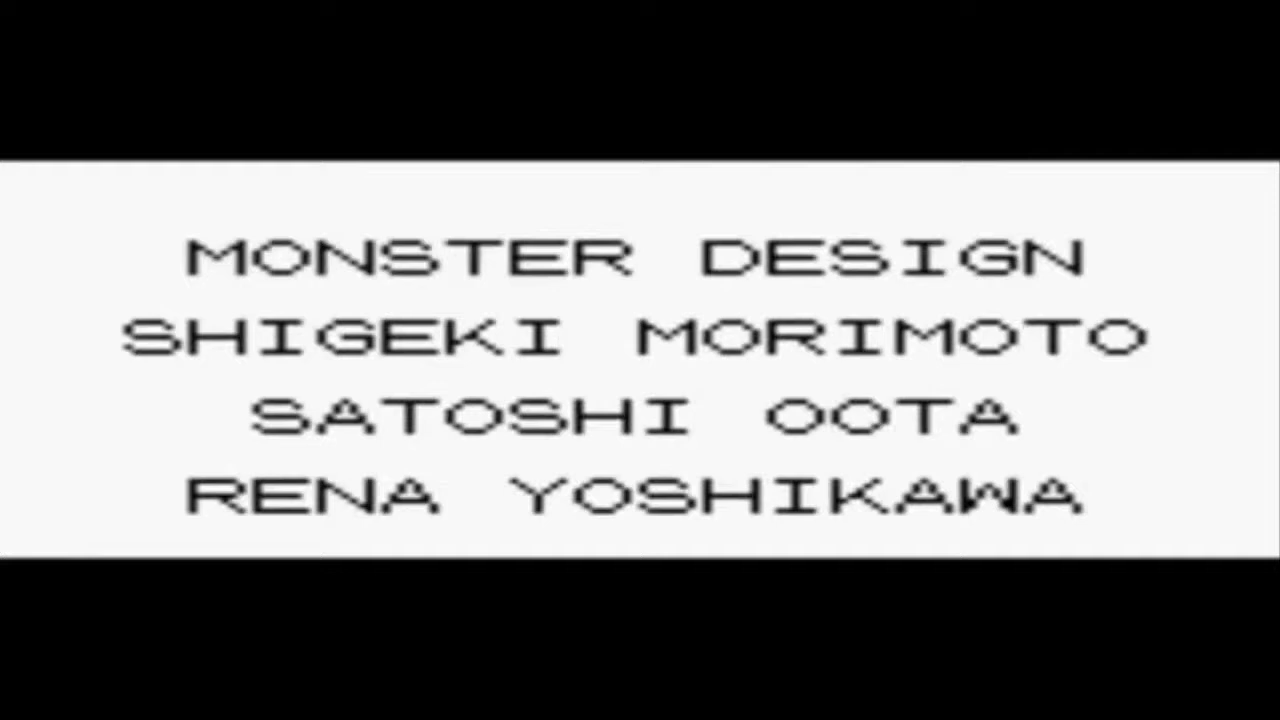 MONSTER DESIGN
SHIGEKI MORIMOTO
SATOSHI OOTA
RENA YOSHIKAWA